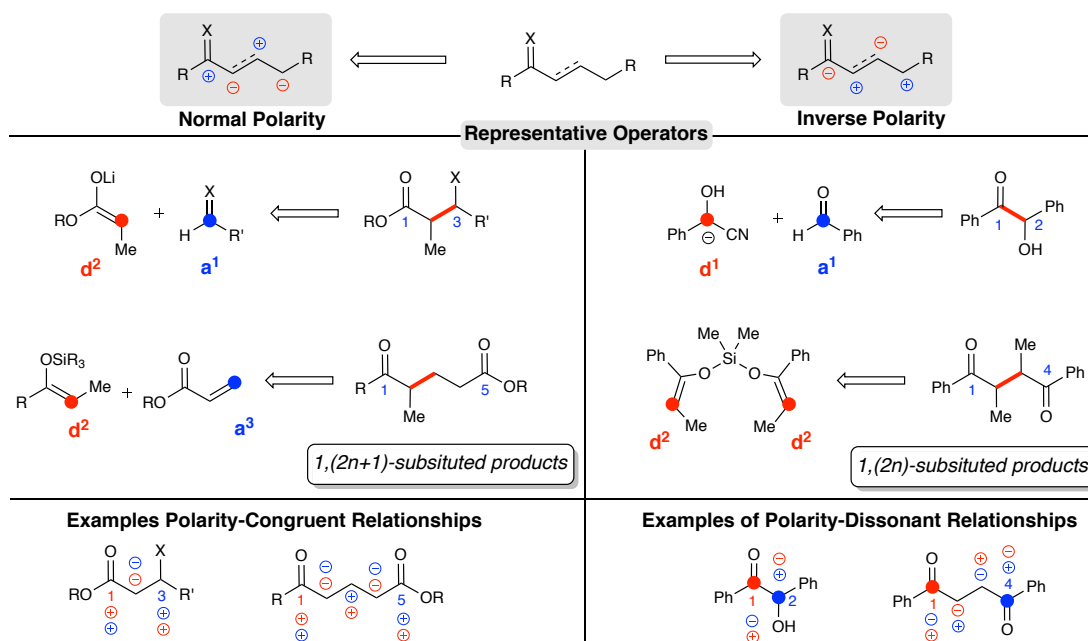 X
R
R
Normal Polarity
X
R
R
X
R
R
Inverse Polarity
Representative Operators
OLi
RO
Me
d²
+
X
H
R'
a¹
O
X
RO
1
3
R'
Me
OH
Ph
CN
d¹
+
O
H
Ph
a¹
O
Ph
Ph
1
2
OH
OSiR₃
R
Me
d²
+
O
RO
a³
O
O
R
1
5
OR
Me
1,(2n+1)-subsituted products
Me
Me
Ph
Si
Ph
O
O
Me
Me
d²
d²
O
Me
4
Ph
Ph
1
Me
O
1,(2n)-subsituted products
Examples Polarity-Congruent Relationships
O
X
RO
1
3
R'
O
O
R
1
5
OR
Examples of Polarity-Dissonant Relationships
O
Ph
Ph
1
2
OH
O
4
Ph
Ph
1
O